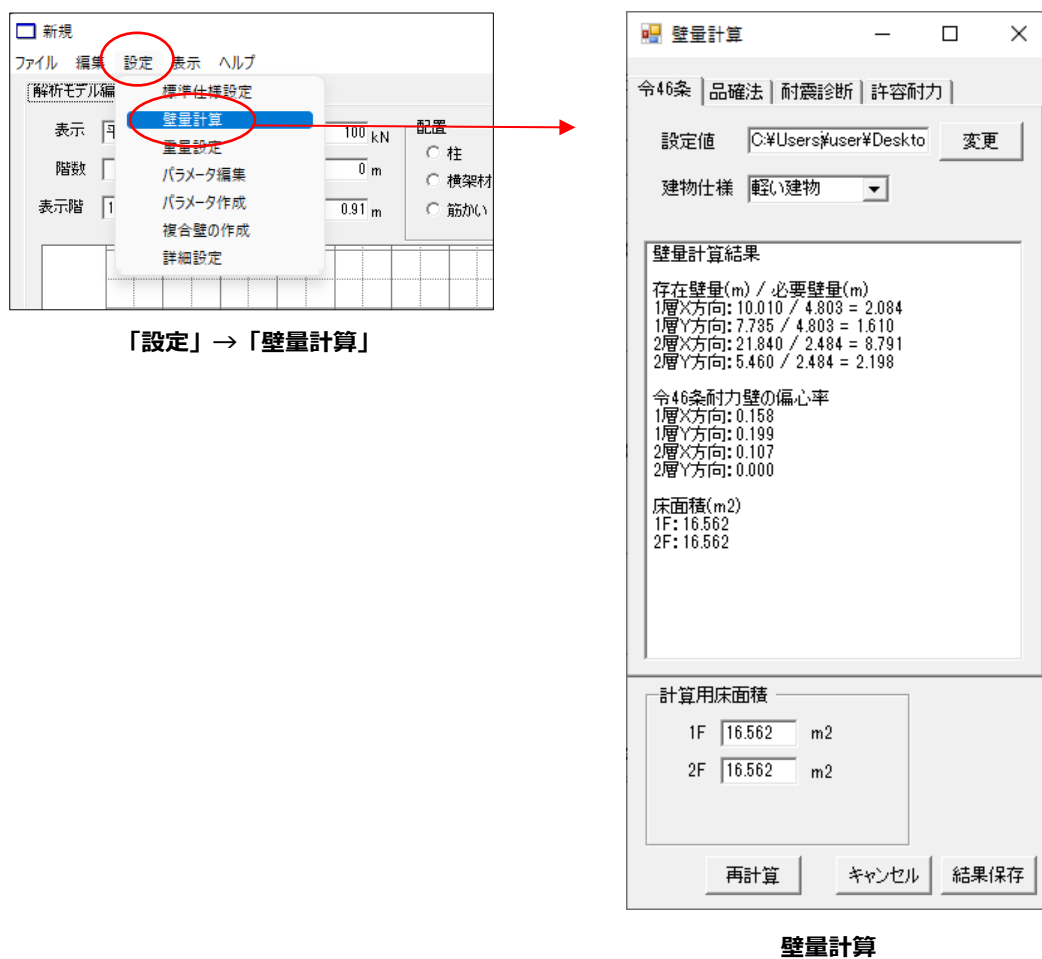 新規
ファイル 編集 設定 表示 ヘルプ
解析モデル編
標準仕様設定
壁量計算
重量設定
パラメータ編集
パラメータ作成
複合壁の作成
詳細設定
表示
100 kN
階数
0 m
表示階 1
0.91 m
配置
柱
横架材
筋かい
「設定」→「壁量計算」
壁量計算
令46条 品確法 耐震診断 許容耐力
設定値 C:¥Users¥user¥Deskto 変更
建物仕様 軽い建物
壁量計算結果
存在壁量(m) / 必要壁量(m)
1層X方向: 10.010 / 4.803 = 2.084
1層Y方向: 7.735 / 4.803 = 1.610
2層X方向: 21.840 / 2.484 = 8.791
2層Y方向: 5.460 / 2.484 = 2.198
令46条耐力壁の偏心率
1層X方向: 0.158
1層Y方向: 0.199
2層X方向: 0.107
2層Y方向: 0.000
床面積(m2)
1F: 16.562
2F: 16.562
計算用床面積
1F 16.562 m2
2F 16.562 m2
再計算 キャンセル 結果保存
壁量計算